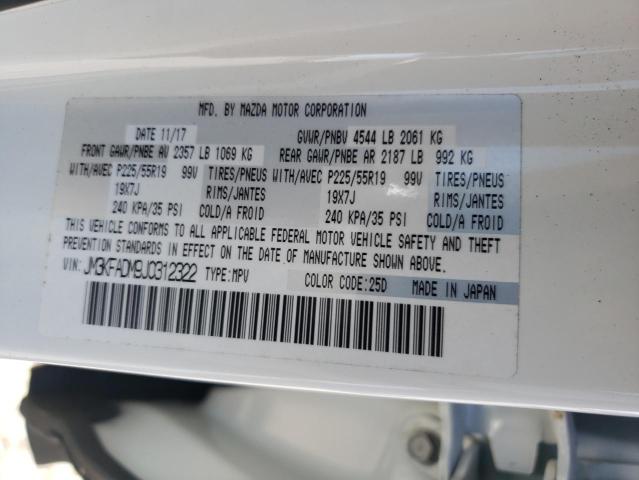 MFD. BY MAZDA MOTOR CORPORATION
DATE 11/17 GVWR/PNBV 4544 LB 2061 KG
FRONT GAWR/PNBE AV 2357 LB 1069 KG REAR GAWR/PNBE AR 2187 LB 992 KG
WITH/AVEC P225/55R19 99V TIRES/PNEUS WITH/AVEC P225/55R19 99V TIRES/PNEUS
19X7J RIMS/JANTES 19X7J RIMS/JANTES
240 KPA/35 PSI COLD/A FROID 240 KPA/35 PSI COLD/A FROID
THIS VEHICLE CONFORMS TO ALL APPLICABLE FEDERAL MOTOR VEHICLE SAFETY AND THEFT
PREVENTION STANDARDS IN EFFECT ON THE DATE OF MANUFACTURE SHOWN ABOVE.
VIN: JM3KFADM9J0312322 TYPE:MPV COLOR CODE:25D MADE IN JAPAN